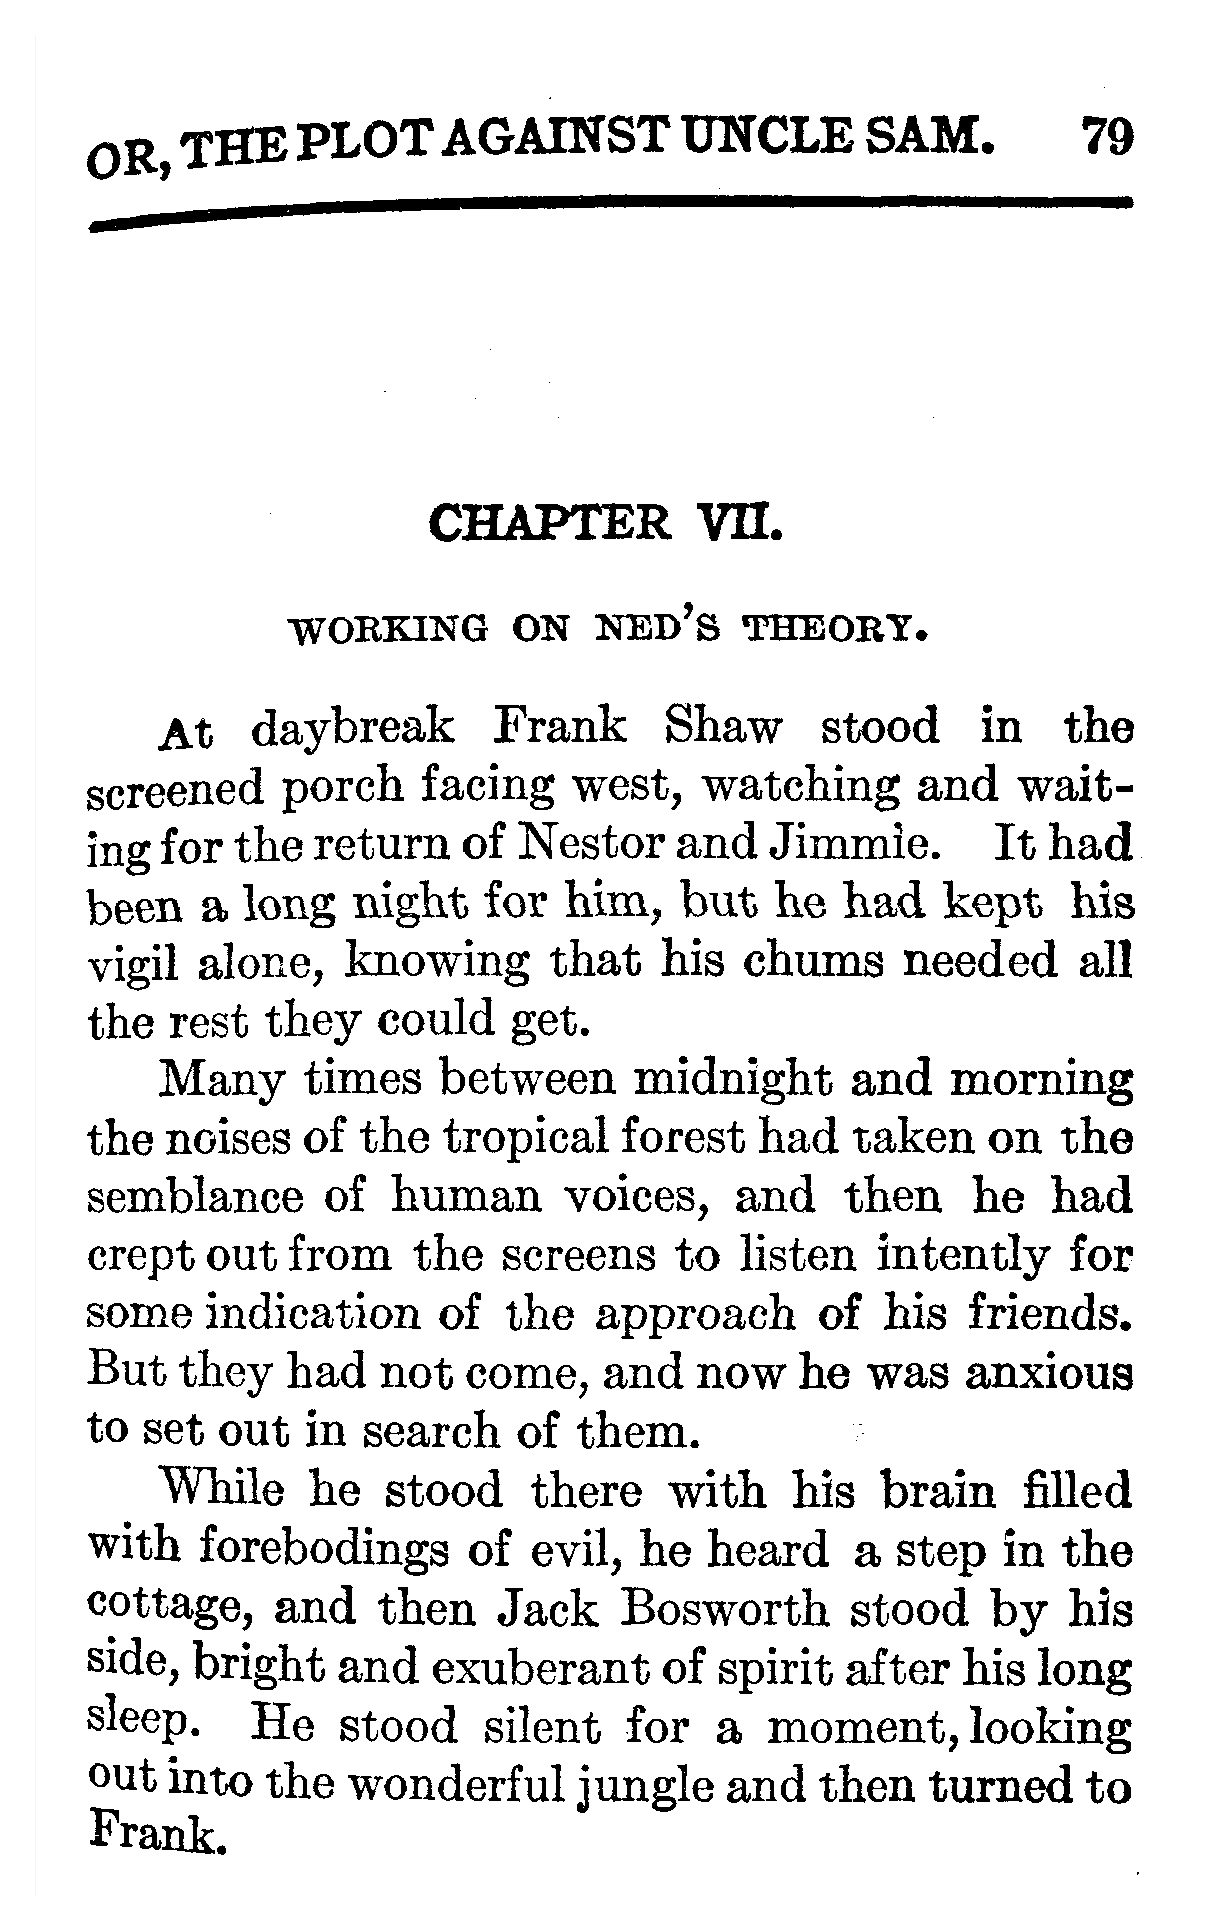 OR, THE PLOT AGAINST UNCLE SAM. 79
CHAPTER VII.
WORKING ON NED'S THEORY.
At daybreak Frank Shaw stood in the
screened porch facing west, watching and wait-
ing for the return of Nestor and Jimmie. It had
been a long night for him, but he had kept his
vigil alone, knowing that his chums needed all
the rest they could get.
Many times between midnight and morning
the noises of the tropical forest had taken on the
semblance of human voices, and then he had
crept out from the screens to listen intently for
some indication of the approach of his friends.
But they had not come, and now he was anxious
to set out in search of them.
While he stood there with his brain filled
with forebodings of evil, he heard a step in the
cottage, and then Jack Bosworth stood by his
side, bright and exuberant of spirit after his long
sleep. He stood silent for a moment, looking
out into the wonderful jungle and then turned to
Frank.